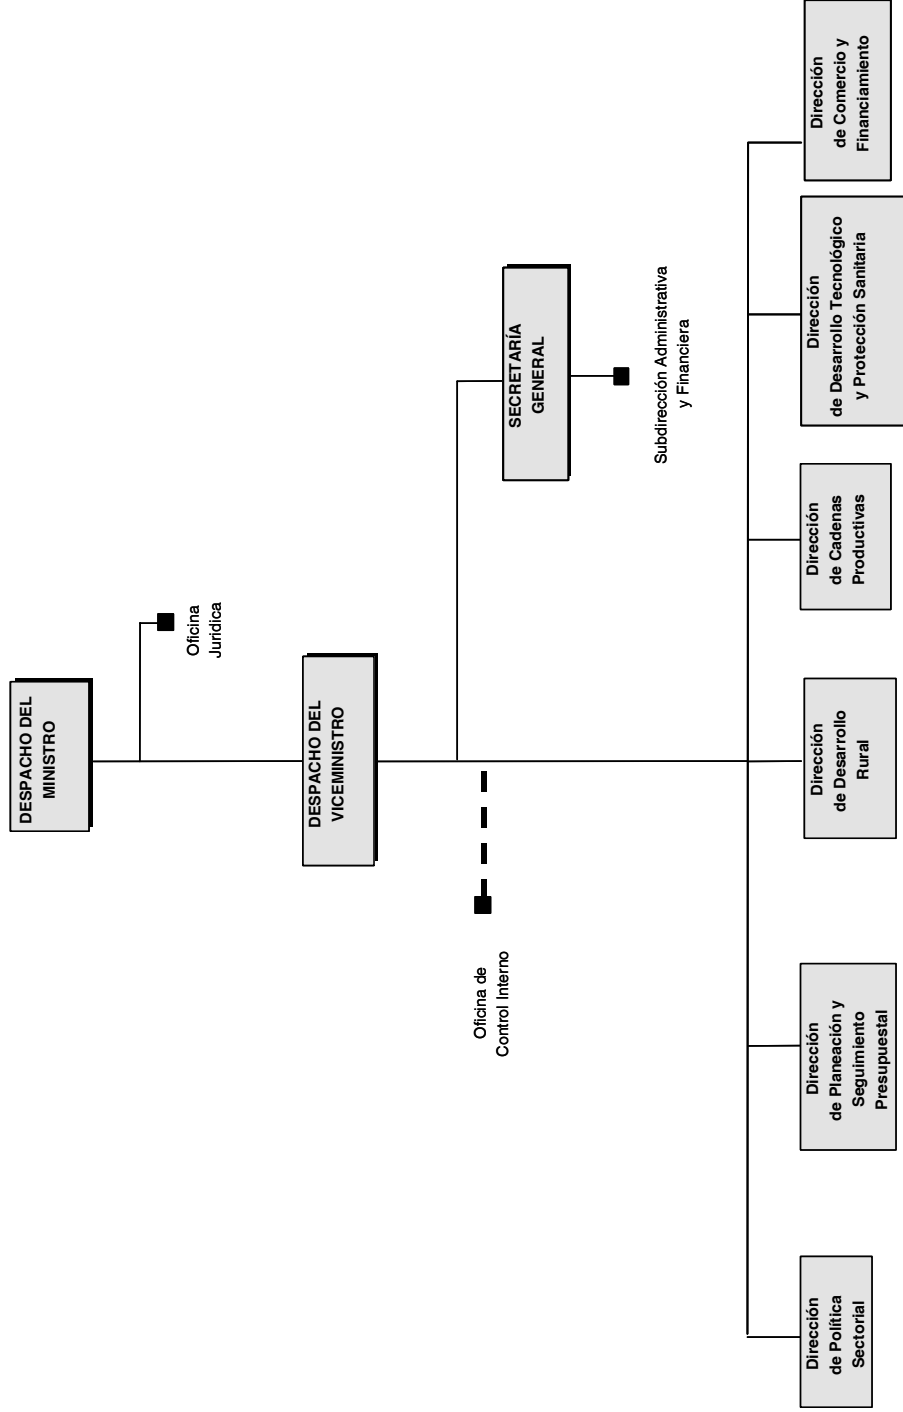 DESPACHO DEL
MINISTRO
Oficina
Juridica
DESPACHO DEL
VICEMINISTRO
Oficina de
Control Interno
SECRETARÍA
GENERAL
Subdirección Administrativa
y Financiera
Dirección
de Política
Sectorial
Dirección
de Planeación y
Seguimiento
Presupuestal
Dirección
de Desarrollo
Rural
Dirección
de Cadenas
Productivas
Dirección
de Desarrollo Tecnológico
y Protección Sanitaria
Dirección
de Comercio y
Financiamiento